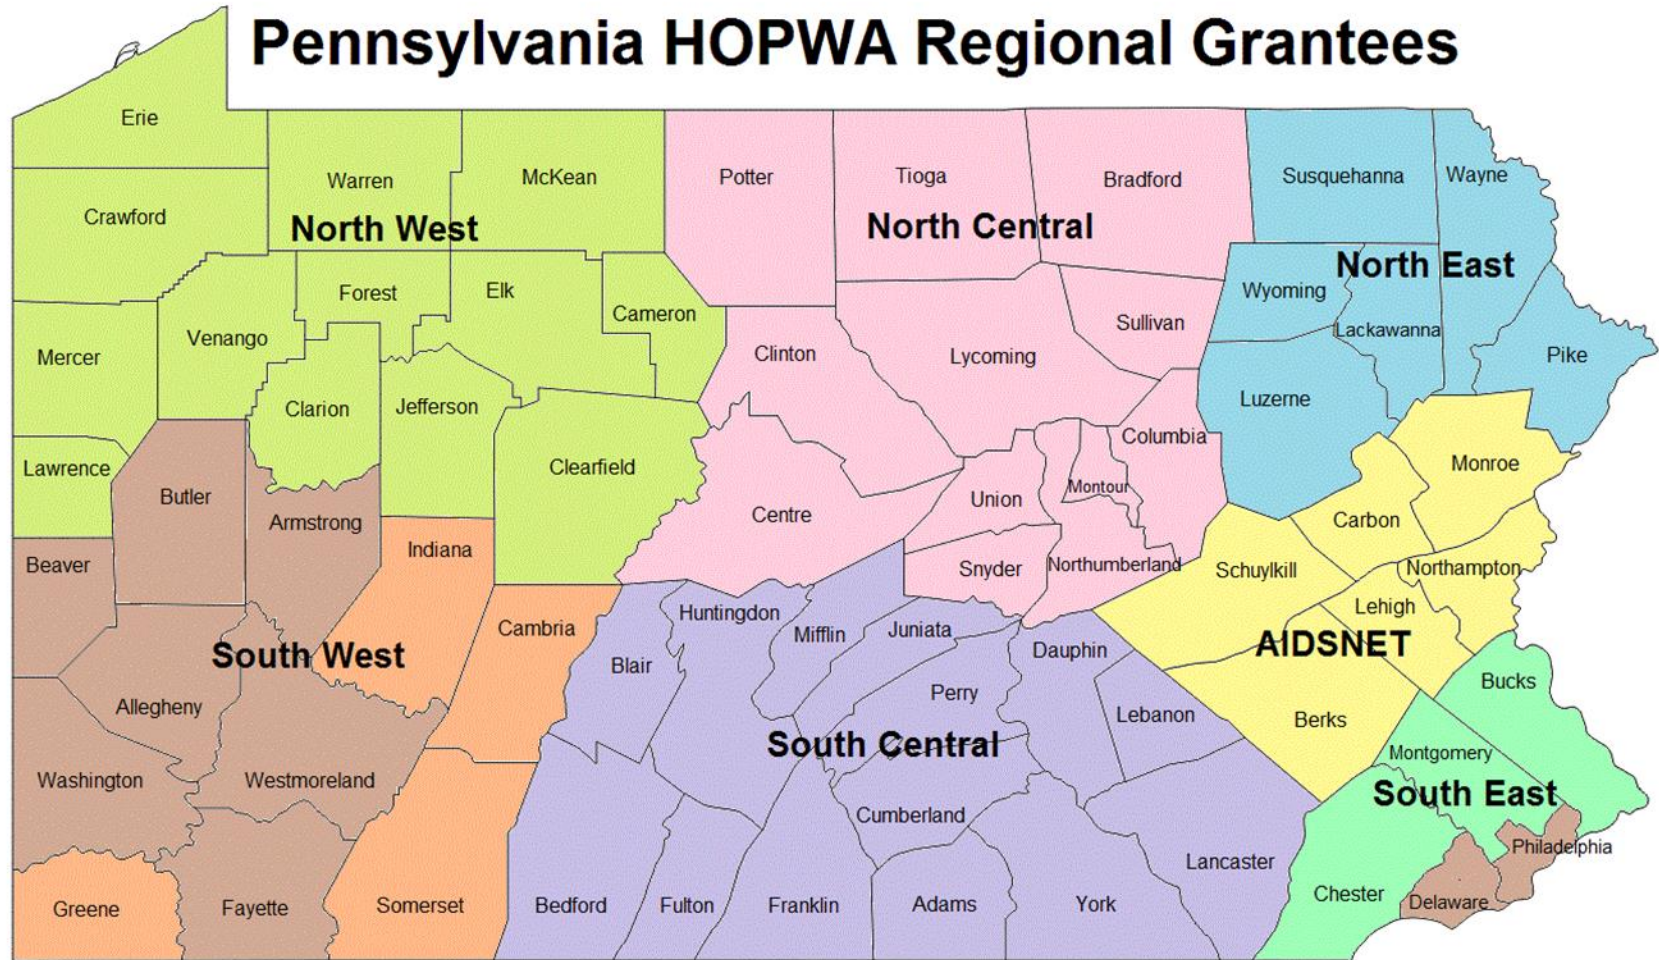 Pennsylvania HOPWA Regional Grantees
Erie
Warren
McKean
Potter
Tioga
Bradford
Susquehanna
Wayne
Crawford
North West
North Central
North East
Forest
Elk
Cameron
Wyoming
Venango
Sullivan
Lackawanna
Mercer
Clinton
Lycoming
Pike
Clarion
Jefferson
Luzerne
Columbia
Lawrence
Clearfield
Monroe
Butler
Montour
Union
Armstrong
Centre
Carbon
Indiana
Beaver
Snyder
Northumberland
Schuylkill
Northampton
Huntingdon
Lehigh
Cambria
Mifflin
Juniata
South West
Blair
Dauphin
AIDSNET
Bucks
Perry
Allegheny
Lebanon
Berks
South Central
Montgomery
Washington
Westmoreland
South East
Cumberland
Philadelphia
Lancaster
Chester
Greene
Fayette
Somerset
Bedford
Fulton
Franklin
Adams
York
Delaware